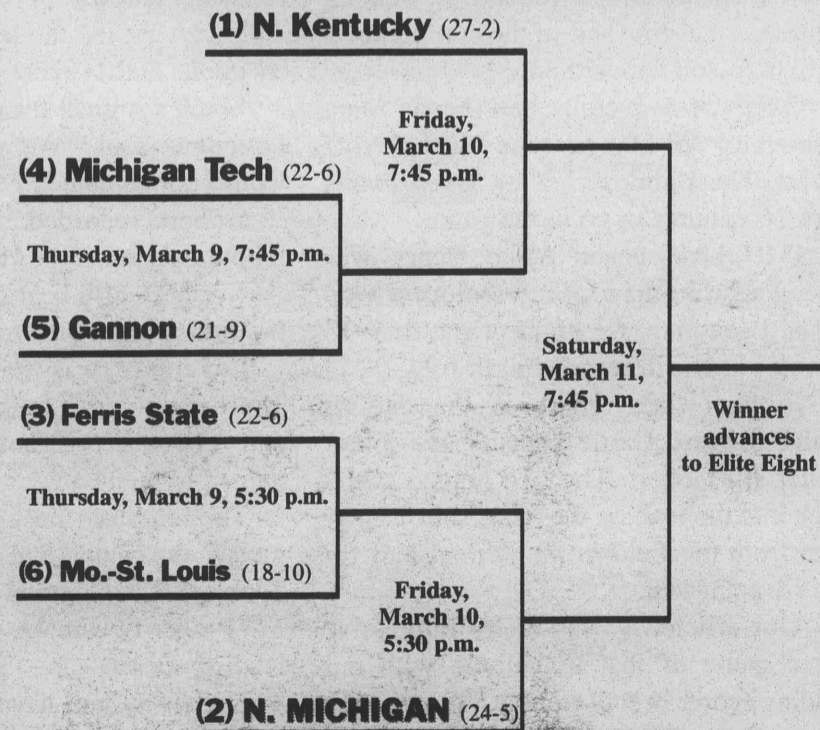 (1) N. Kentucky (27-2)
Friday,
March 10,
7:45 p.m.
(4) Michigan Tech (22-6)
Thursday, March 9, 7:45 p.m.
(5) Gannon (21-9)
Saturday,
March 11,
7:45 p.m.
Winner
advances
to Elite Eight
(3) Ferris State (22-6)
Thursday, March 9, 5:30 p.m.
(6) Mo.-St. Louis (18-10)
Friday,
March 10,
5:30 p.m.
(2) N. MICHIGAN (24-5)